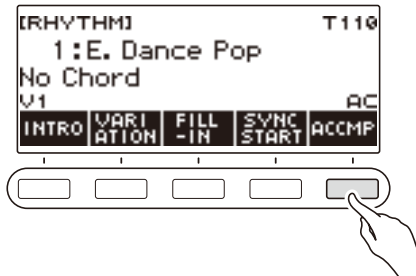 [RHYTHM] T110
1:E. Dance Pop
No Chord
V1 AC
INTRO VARI ATION FILL -IN SYNC START ACCMP